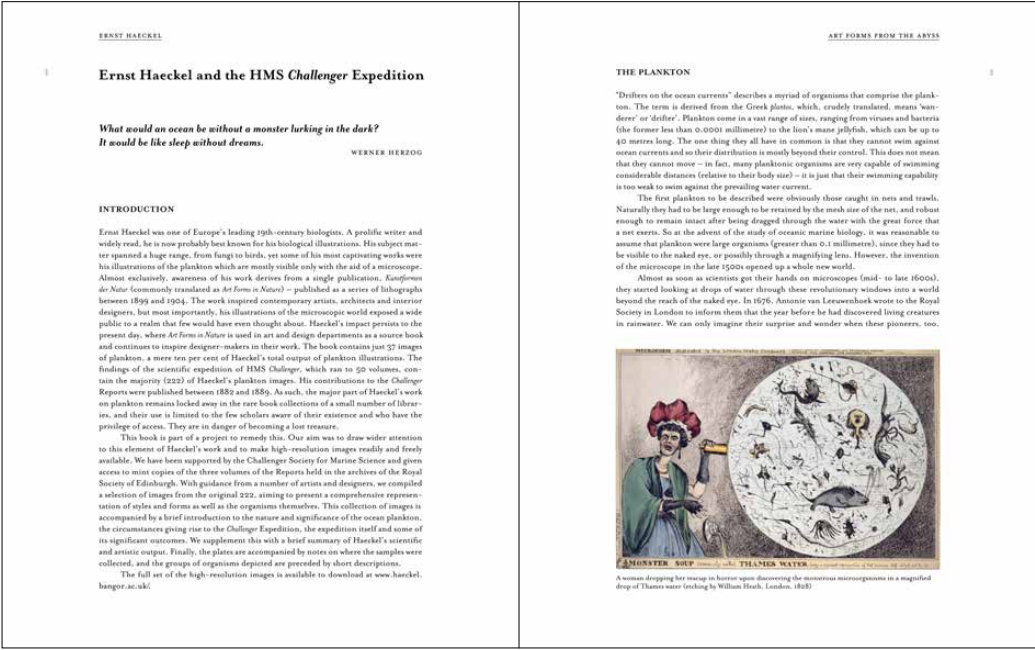 ERNST HAECKEL
Ernst Haeckel and the HMS Challenger Expedition
What would an ocean be without a monster lurking in the dark?
It would be like sleep without dreams.
WERNER HERZOG
INTRODUCTION
Ernst Haeckel was one of Europe's leading 19th-century biologists. A prolific writer and
widely read, he is now probably best known for his biological illustrations. His subject mat-
ter spanned a huge range, from fungi to birds, yet some of his most captivating works were
his illustrations of the plankton which are mostly visible only with the aid of a microscope.
Almost exclusively, awareness of his work derives from a single publication, Kunstformen
der Natur (commonly translated as Art Forms in Nature) – published as a series of lithographs
between 1899 and 1904. The work inspired contemporary artists, architects and interior
designers, but most importantly, his illustrations of the microscopic world exposed a wide
public to a realm that few would have even thought about. Haeckel's impact persists to the
present day, where Art Forms in Nature is used in art and design departments as a source book
and continues to inspire designer-makers in their work. The book contains just 37 images
of plankton, a mere ten per cent of Haeckel's total output of plankton illustrations. The
findings of the scientific expedition of HMS Challenger, which ran to 50 volumes, con-
tain the majority (222) of Haeckel's plankton images. His contributions to the Challenger
Reports were published between 1882 and 1889. As such, the major part of Haeckel's work
on plankton remains locked away in the rare book collections of a small number of librar-
ies, and their use is limited to the few scholars aware of their existence and who have the
privilege of access. They are in danger of becoming a lost treasure.
This book is part of a project to remedy this. Our aim was to draw wider attention
to this element of Haeckel's work and to make high-resolution images readily and freely
available. We have been supported by the Challenger Society for Marine Science and given
access to mint copies of the three volumes of the Reports held in the archives of the Royal
Society of Edinburgh. With guidance from a number of artists and designers, we compiled
a selection of images from the original 222, aiming to present a comprehensive represen-
tation of styles and forms as well as the organisms themselves. This collection of images is
accompanied by a brief introduction to the nature and significance of the ocean plankton,
the circumstances giving rise to the Challenger Expedition, the expedition itself and some of
its significant outcomes. We supplement this with a brief summary of Haeckel's scientific
and artistic output. Finally, the plates are accompanied by notes on where the samples were
collected, and the groups of organisms depicted are preceded by short descriptions.
The full set of the high-resolution images is available to download at www.haeckel.
bangor.ac.uk/.
ART FORMS FROM THE ABYSS
THE PLANKTON
"Drifters on the ocean currents" describes a myriad of organisms that comprise the plank-
ton. The term is derived from the Greek planktos, which, crudely translated, means 'wan-
derer' or 'drifter'. Plankton come in a vast range of sizes, ranging from viruses and bacteria
(the former less than 0.0001 millimetre) to the lion's mane jellyfish, which can be up to
40 metres long. The one thing they all have in common is that they cannot swim against
ocean currents and so their distribution is mostly beyond their control. This does not mean
that they cannot move – in fact, many planktonic organisms are very capable of swimming
considerable distances (relative to their body size) – it is just that their swimming capability
is too weak to swim against the prevailing water current.
The first plankton to be described were obviously those caught in nets and trawls.
Naturally they had to be large enough to be retained by the mesh size of the net, and robust
enough to remain intact after being dragged through the water with the great force that
a net exerts. So at the advent of the study of oceanic marine biology, it was reasonable to
assume that plankton were large organisms (greater than 0.1 millimetre), since they had to
be visible to the naked eye, or possibly through a magnifying lens. However, the invention
of the microscope in the late 1500s opened up a whole new world.
Almost as soon as scientists got their hands on microscopes (mid- to late 1600s),
they started looking at drops of water through these revolutionary windows into a world
beyond the reach of the naked eye. In 1676, Antonie van Leeuwenhoek wrote to the Royal
Society in London to inform them that the year before he had discovered living creatures
in rainwater. We can only imagine their surprise and wonder when these pioneers, too,
MONSTER SOUP THAMES WATER
A woman dropping her teacup in horror upon discovering the monstrous microorganisms in a magnified
drop of Thames water (etching by William Heath, London, 1828)